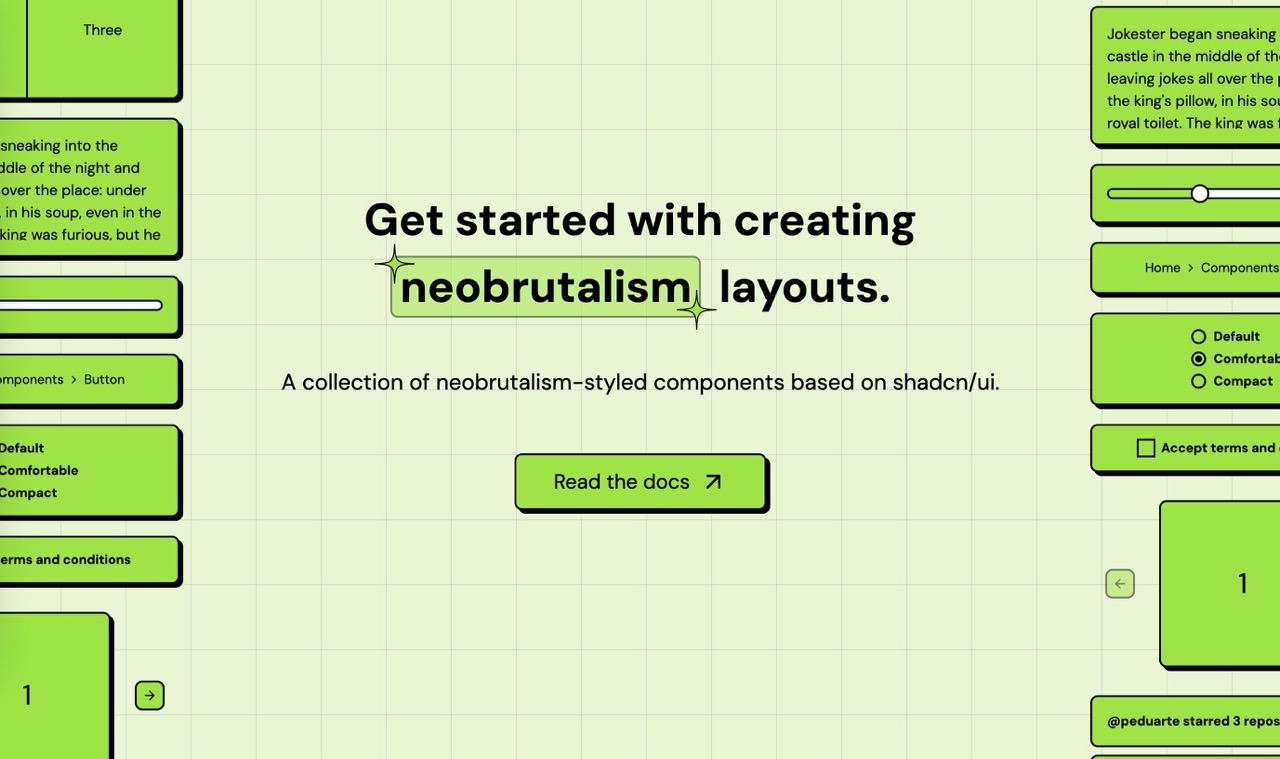 Three
sneaking into the
ddle of the night and
over the place: under
, in his soup, even in the
king was furious, but he
omponents > Button
Default
Comfortable
Compact
erms and conditions
1
Get started with creating
neobrutalism layouts.
A collection of neobrutalism-styled components based on shadcn/ui.
Read the docs
Jokester began sneaking
castle in the middle of th
leaving jokes all over the p
the king's pillow, in his sou
royal toilet. The king was f
Home > Components
Default
Comfortab
Compact
Accept terms and
1
@peduarte starred 3 repos